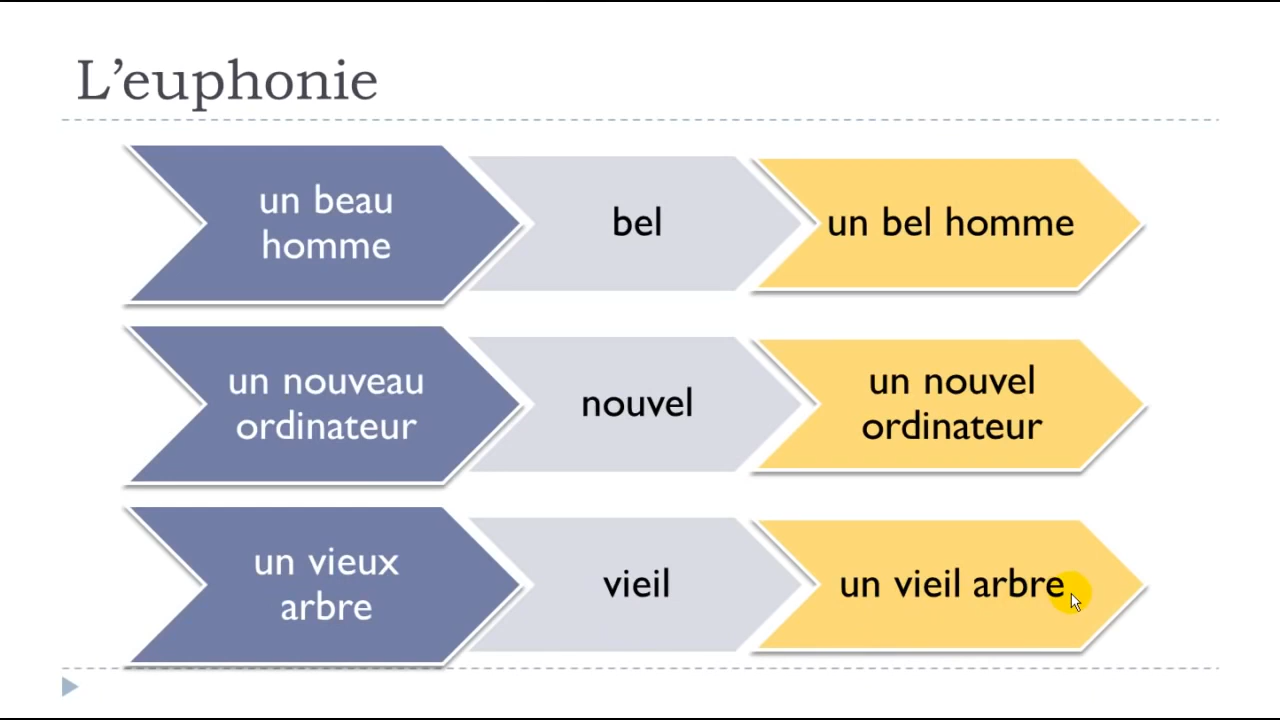 L’euphonie
un beau
homme
bel
un bel homme
un nouveau
ordinateur
nouvel
un nouvel
ordinateur
un vieux
arbre
vieil
un vieil arbre